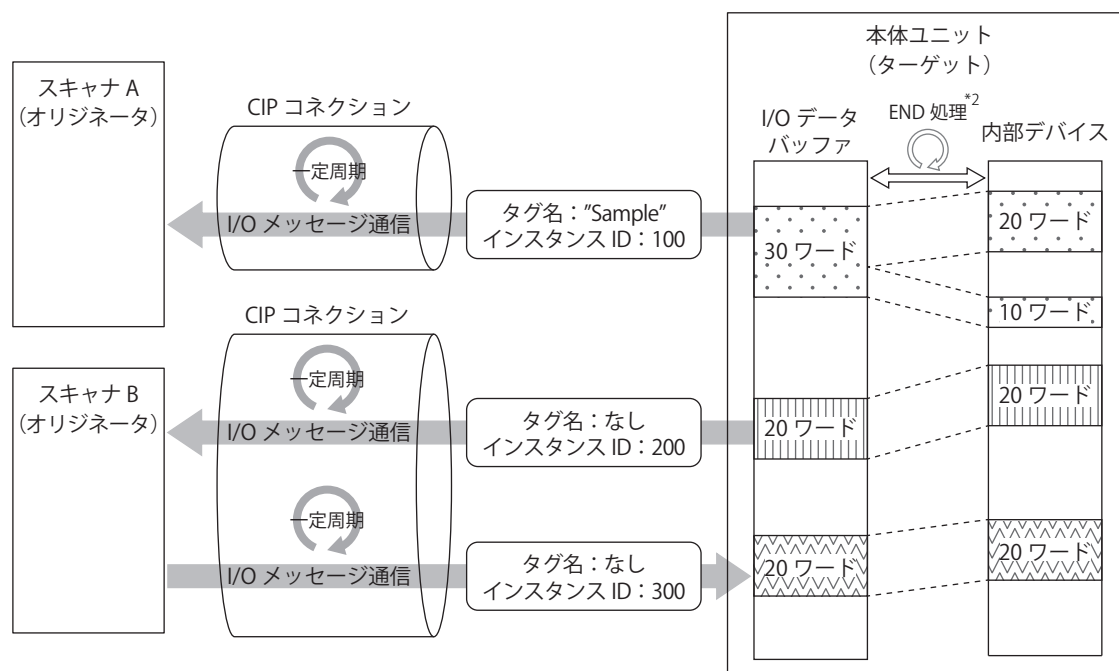 本体ユニット
（ターゲット）
スキャナ A
（オリジネータ）
CIP コネクション
I/O データ
バッファ
END 処理*2
内部デバイス
一定周期
I/O メッセージ通信
タグ名：”Sample”
インスタンス ID：100
30 ワード
20 ワード
10 ワード
CIP コネクション
スキャナ B
（オリジネータ）
一定周期
I/O メッセージ通信
タグ名：なし
インスタンス ID：200
20 ワード
20 ワード
一定周期
I/O メッセージ通信
タグ名：なし
インスタンス ID：300
20 ワード
20 ワード